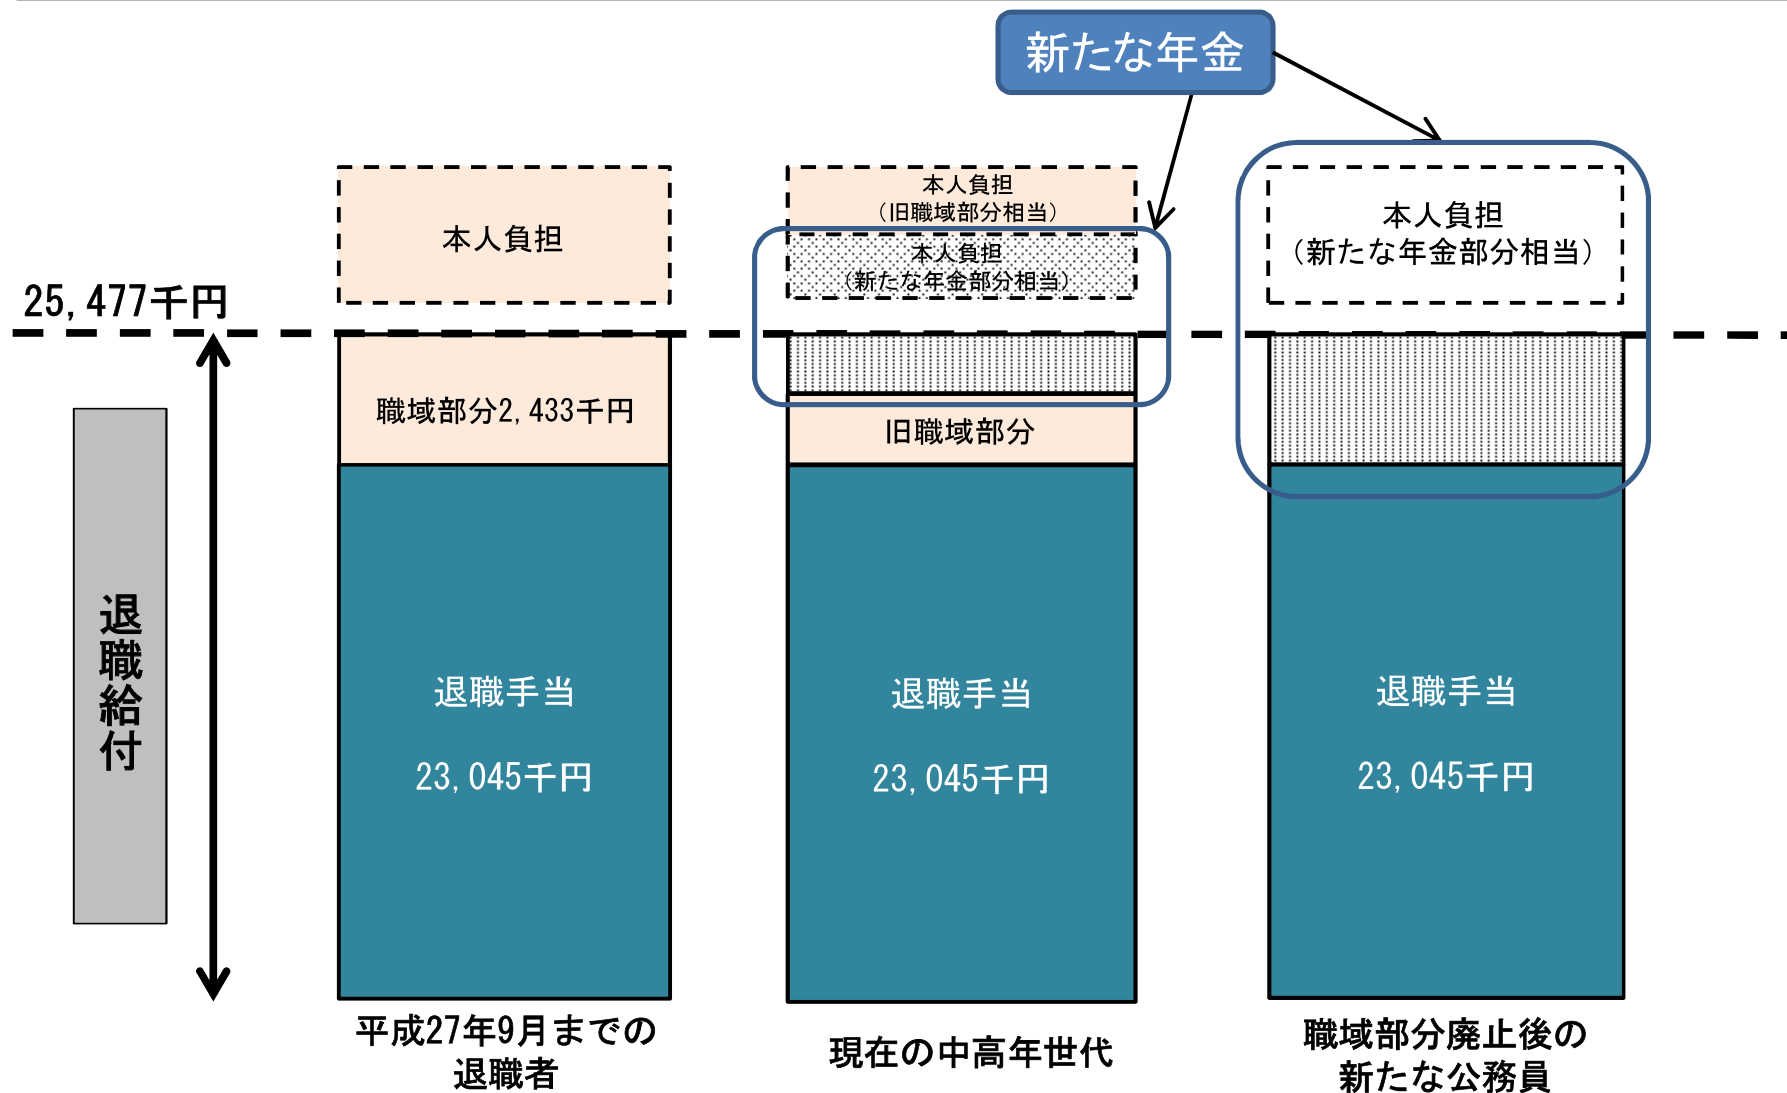 新たな年金
本人負担
本人負担
（旧職域部分相当）
本人負担
（新たな年金部分相当）
本人負担
（新たな年金部分相当）
25,477千円
職域部分2,433千円
旧職域部分
退職給付
退職手当
23,045千円
退職手当
23,045千円
退職手当
23,045千円
平成27年9月までの
退職者
現在の中高年世代
職域部分廃止後の
新たな公務員